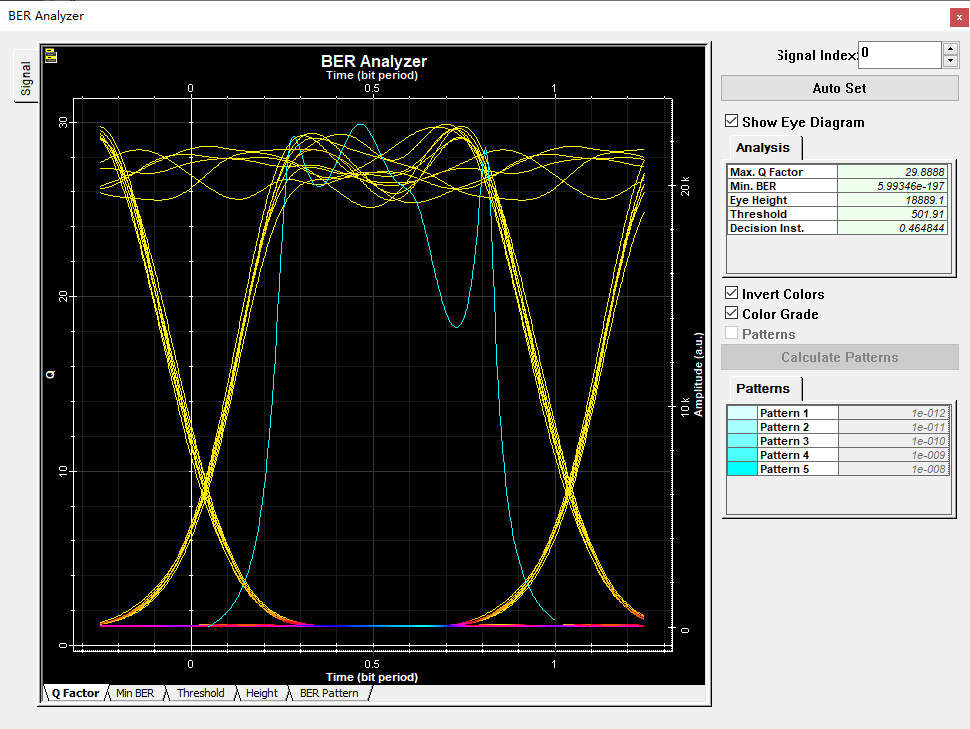 BER Analyzer
x
Signal
BER Analyzer
Time (bit period)
0 0.5 1
30
20
10
0
Q
20 k
10 k
0
Amplitude (a.u.)
0 0.5 1
Time (bit period)
Q Factor Min BER Threshold Height BER Pattern
Signal Index: 0
Auto Set
Show Eye Diagram
Analysis
Max. Q Factor 29.8888
Min. BER 5.99346e-197
Eye Height 18889.1
Threshold 501.91
Decision Inst. 0.464844
Invert Colors
Color Grade
Patterns
Calculate Patterns
Patterns
Pattern 1 1e-012
Pattern 2 1e-011
Pattern 3 1e-010
Pattern 4 1e-009
Pattern 5 1e-008